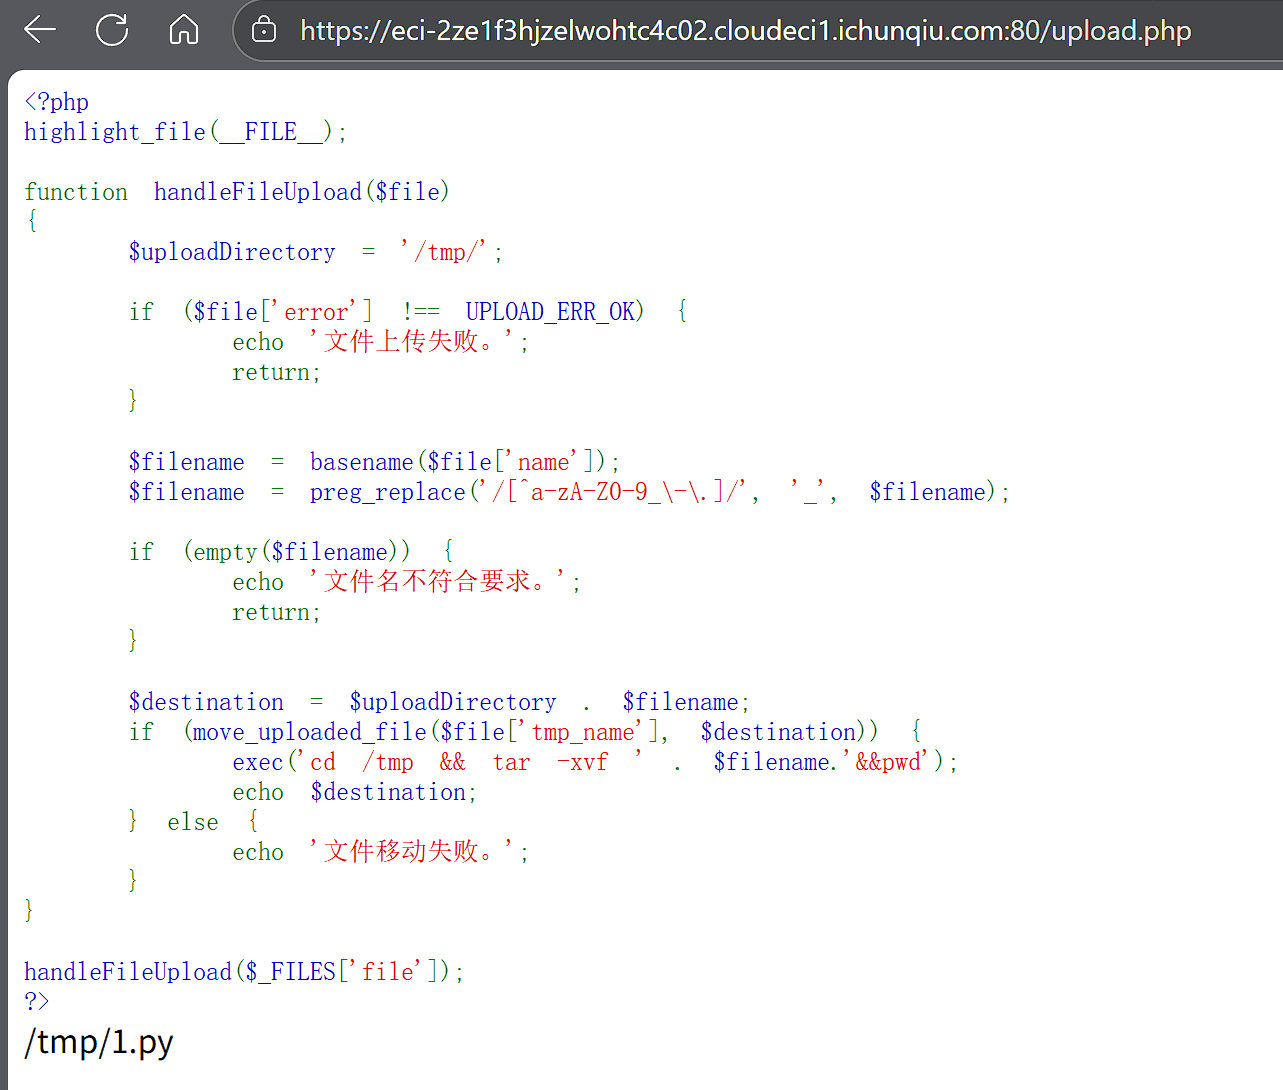 https://eci-2ze1f3hjzelwohtc4c02.cloudeci1.ichunqiu.com:80/upload.php
<?php
highlight_file(__FILE__);
function handleFileUpload($file)
{
$uploadDirectory = '/tmp/';
if ($file['error'] !== UPLOAD_ERR_OK) {
echo '文件上传失败。';
return;
}
$filename = basename($file['name']);
$filename = preg_replace('/[^a-zA-Z0-9_\-\.]/', '_', $filename);
if (empty($filename)) {
echo '文件名不符合要求。';
return;
}
$destination = $uploadDirectory . $filename;
if (move_uploaded_file($file['tmp_name'], $destination)) {
exec('cd /tmp && tar -xvf ' . $filename.'&&pwd');
echo $destination;
} else {
echo '文件移动失败。';
}
}
handleFileUpload($_FILES['file']);
?>
/tmp/1.py